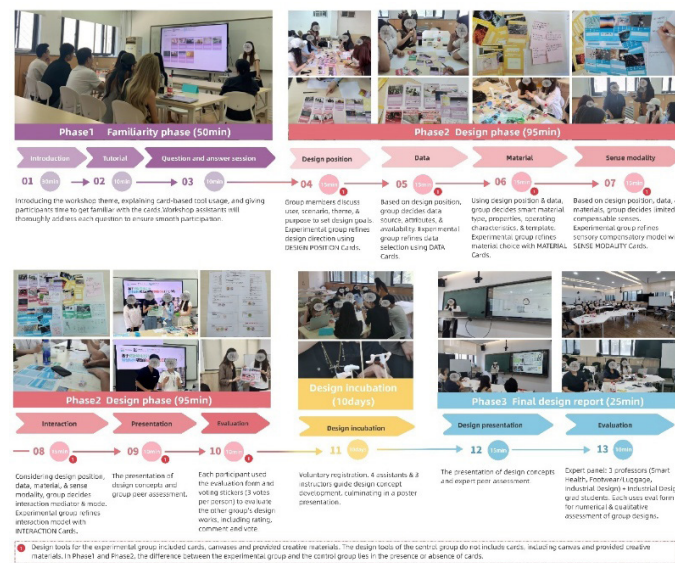 Phase1 Familiarity phase (50min)
Phase2 Design phase (95min)
Introduction
Tutorial
Question and answer session
Design position
Data
Material
Sense modality
01
02
03
04
05
06
07
Introducing the workshop theme, explaining card-based tool usage, and giving
participants time to get familiar with the cards. Workshop assistants will
thoroughly address each question to ensure smooth participation.
Group members discuss
user, scenario, theme, &
purpose to set design goals.
Experimental group refines
design direction using
DESIGN POSITION Cards.
Based on design position,
group decides data
source, attributes, &
availability. Experimental
group refines data
selection using DATA
Cards.
Using design position & data,
group decides smart material
type, properties, operating
characteristics, & template.
Experimental group refines
material choice with MATERIAL
Cards.
Based on design position, data,
materials, group decides limited
compensable senses.
Experimental group refines
sensory compensatory model
SENSE MODALITY Cards.
Phase2 Design phase (95min)
Design incubation
(10days)
Phase3 Final design report (25min)
Interaction
Presentation
Evaluation
Design incubation
Design presentation
Evaluation
08
09
10
11
12
13
Considering design position,
data, material, & sense
modality, group decides
interaction mediator & mode.
Experimental group refines
interaction model with
INTERACTION Cards.
The presentation of
design concepts and
group peer assessment.
Each participant used
the evaluation form and
voting stickers (3 votes
per person) to evaluate
the other group's design
works, including rating,
comment and vote.
Voluntary registration. 4 assistants & 3
instructors guide design concept
development, culminating in a poster
presentation.
The presentation of design concepts
and expert peer assessment.
Expert panel: 3 professors (Smart
Health, Footwear/Luggage,
Industrial Design) + Industrial Design
grad students. Each uses eval form
for numerical & qualitative
assessment of group designs.
Design tools for the experimental group included cards, canvases and provided creative materials. The design tools of the control group do not include cards, including canvas and provided creative
materials. In Phase1 and Phase2, the difference between the experimental group and the control group lies in the presence or absence of cards.